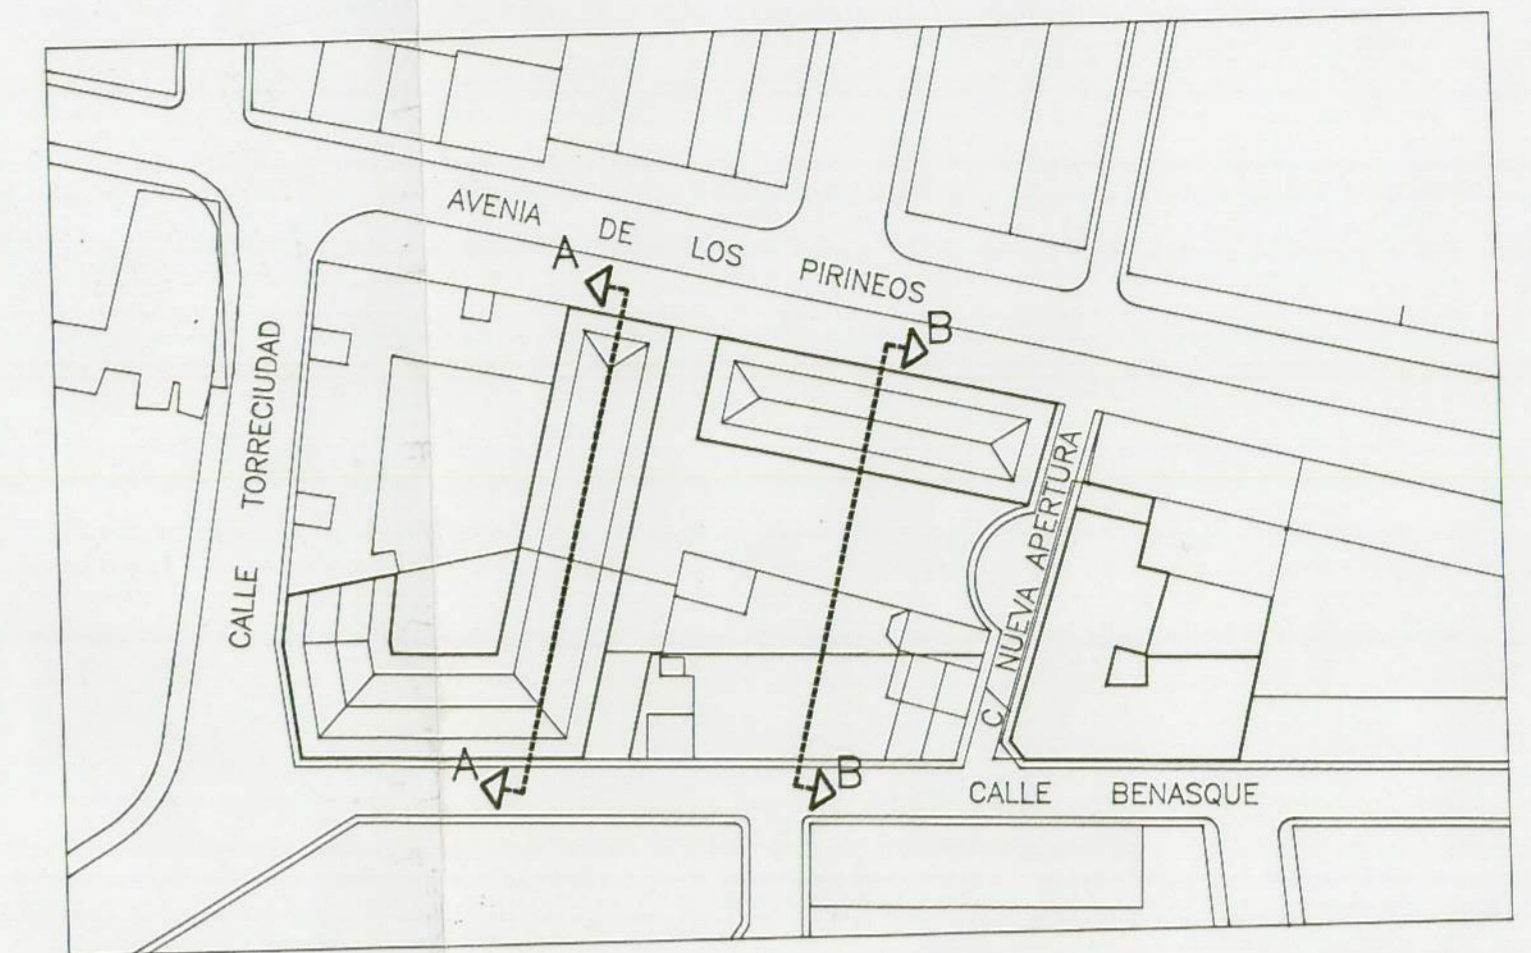 AVENIA DE LOS PIRINEOS
A
B
CALLE TORRECIUDAD
C/ NUEVA APERTURA
A
B
CALLE BENASQUE